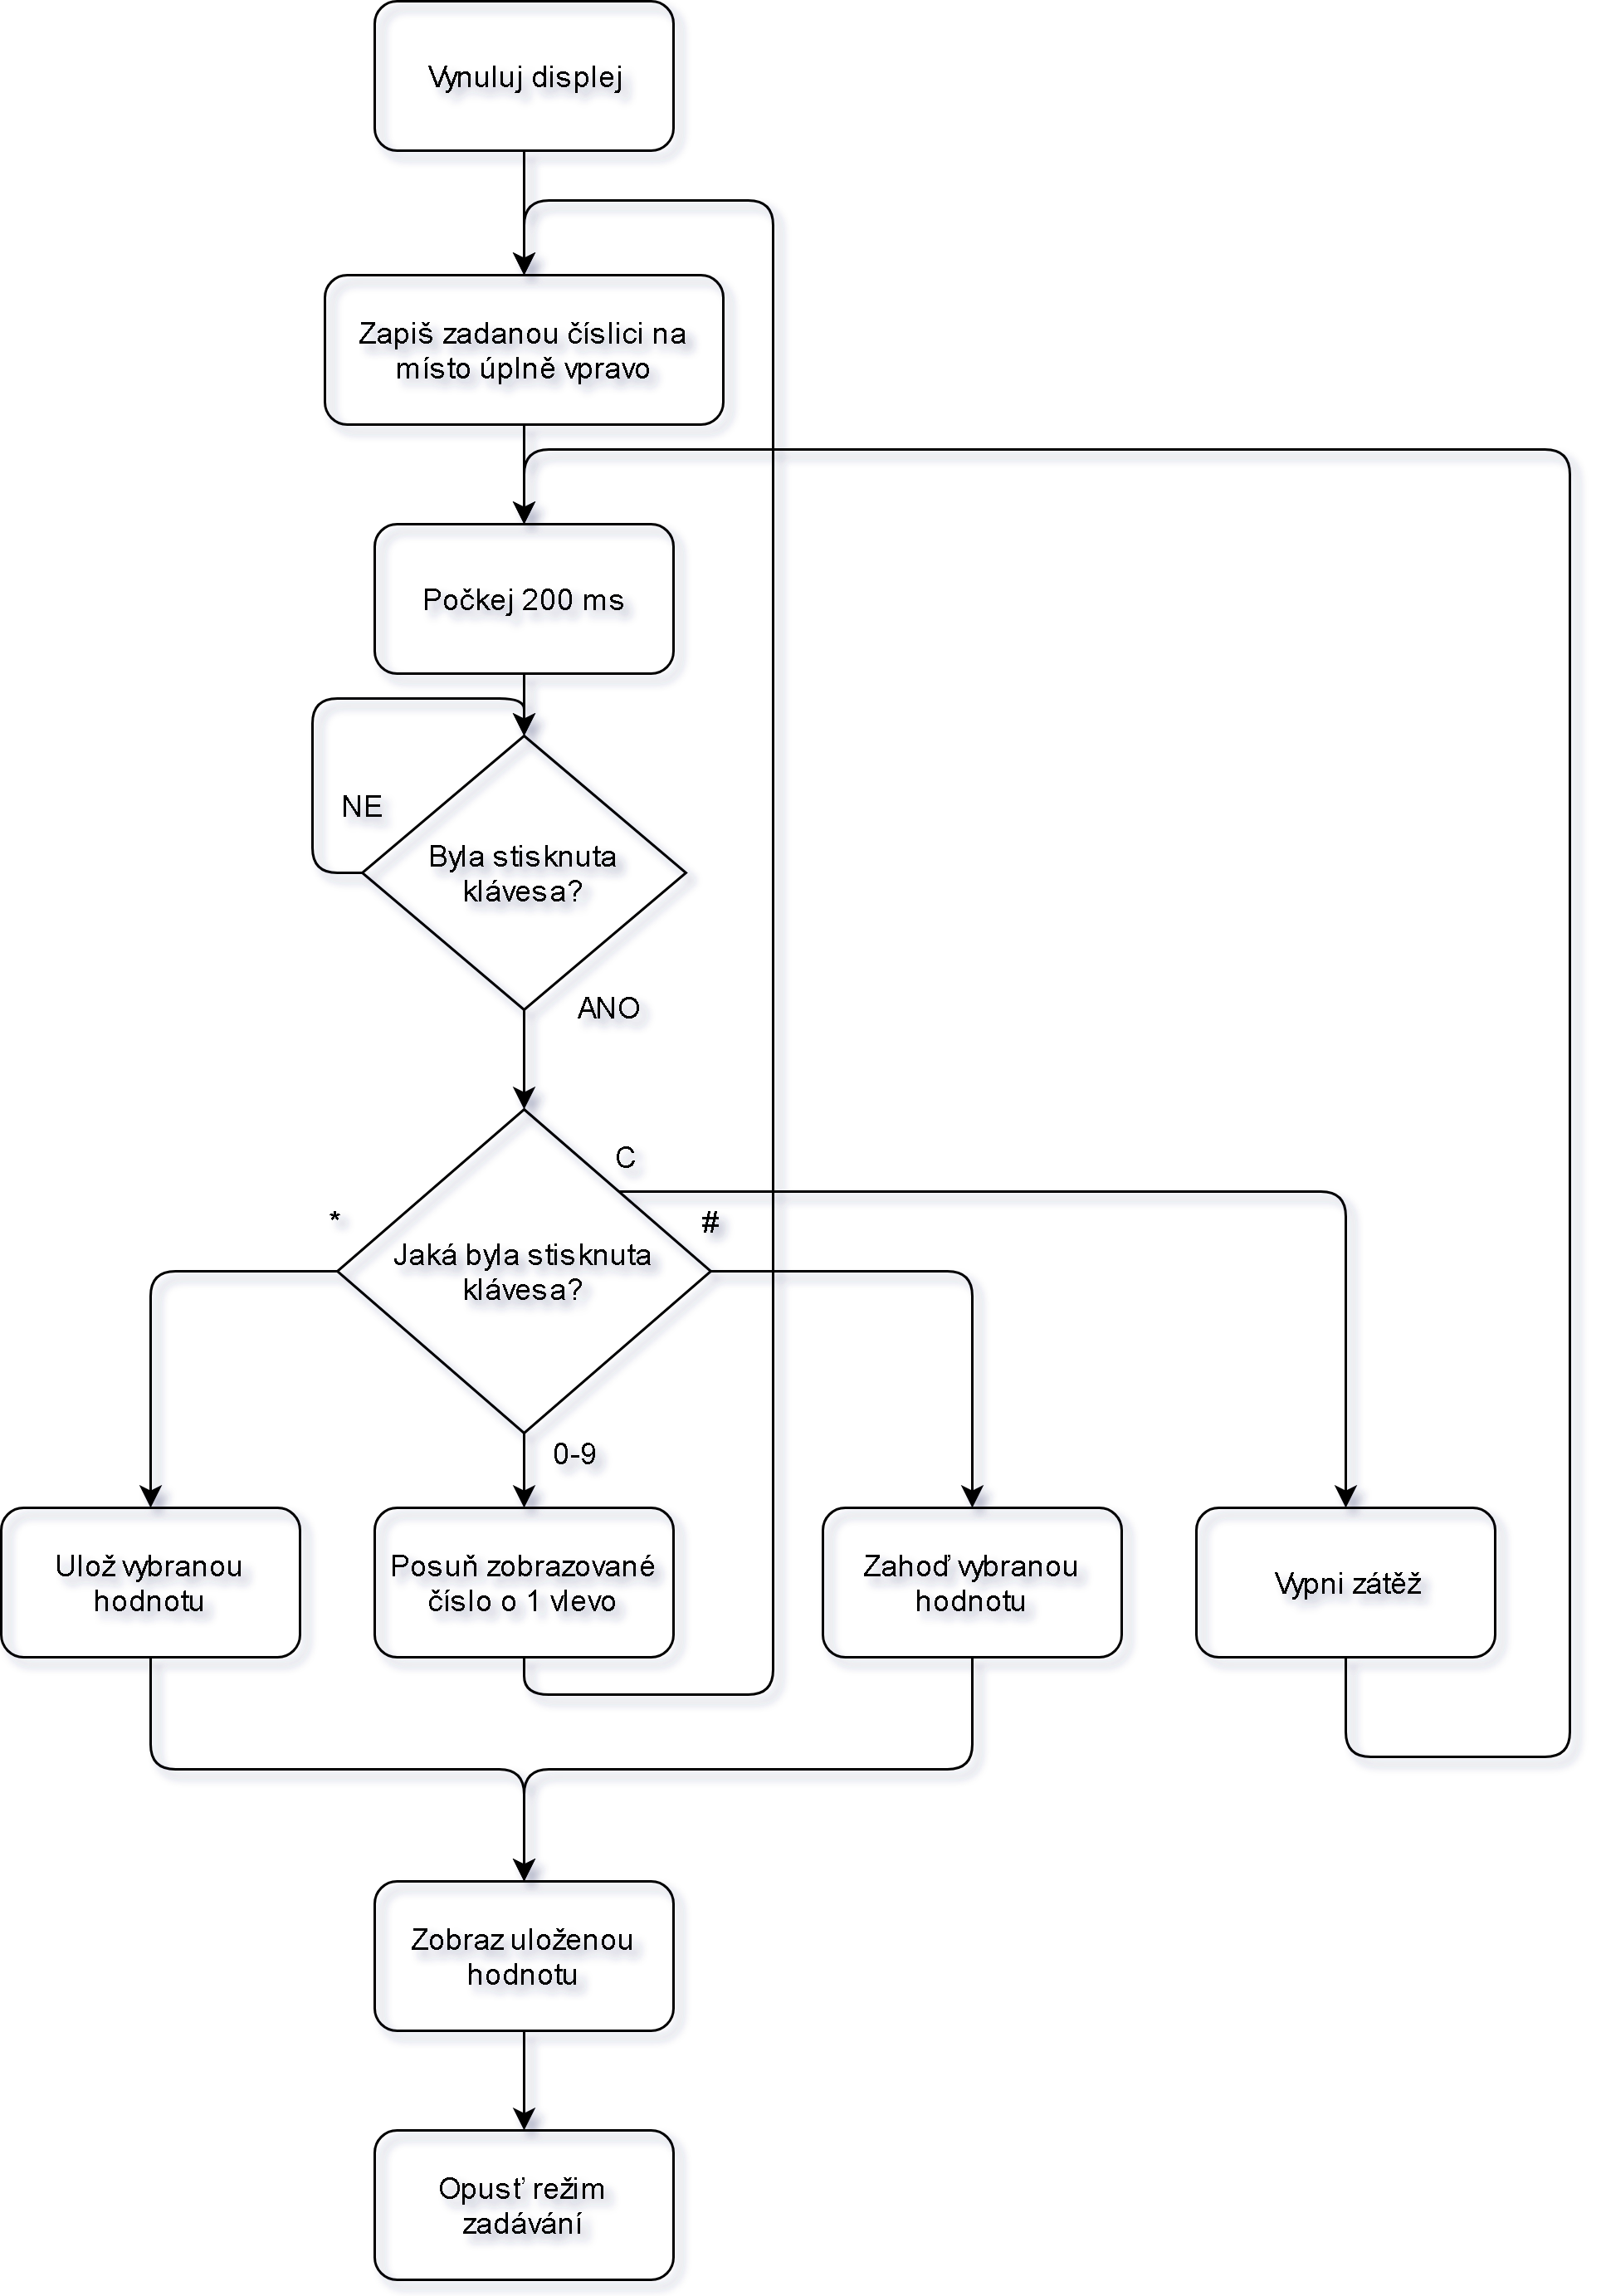 Vynuluj displej
Zapiš zadanou číslici na
místo úplně vpravo
Počkej 200 ms
NE
Byla stisknuta
klávesa?
ANO
C
*
#
Jaká byla stisknuta
klávesa?
0-9
Ulož vybranou
hodnotu
Posuň zobrazované
číslo o 1 vlevo
Zahoď vybranou
hodnotu
Vypni zátěž
Zobraz uloženou
hodnotu
Opusť režim
zadávání